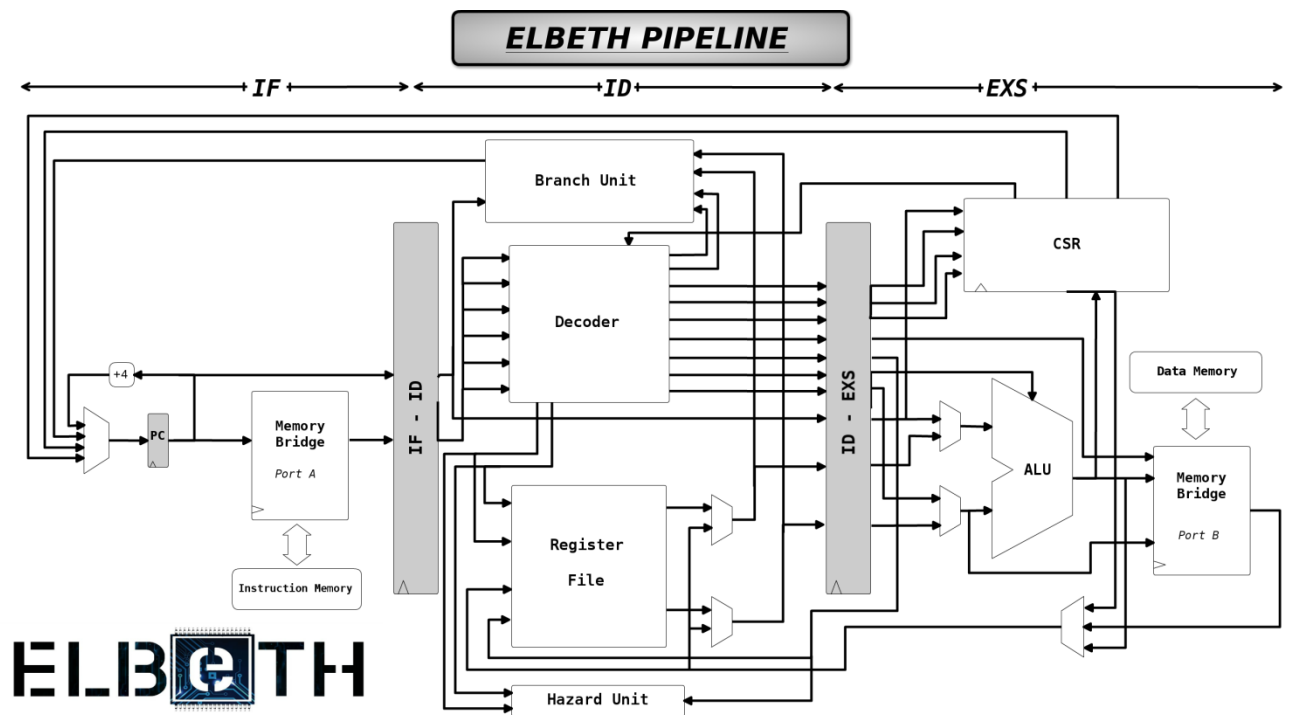 ELBETH PIPELINE
IF
ID
EXS
Branch Unit
CSR
Decoder
+4
PC
Memory
Bridge
Port A
IF - ID
ID - EXS
Data Memory
ALU
Memory
Bridge
Port B
Register
File
Instruction Memory
Hazard Unit
ELBeTH